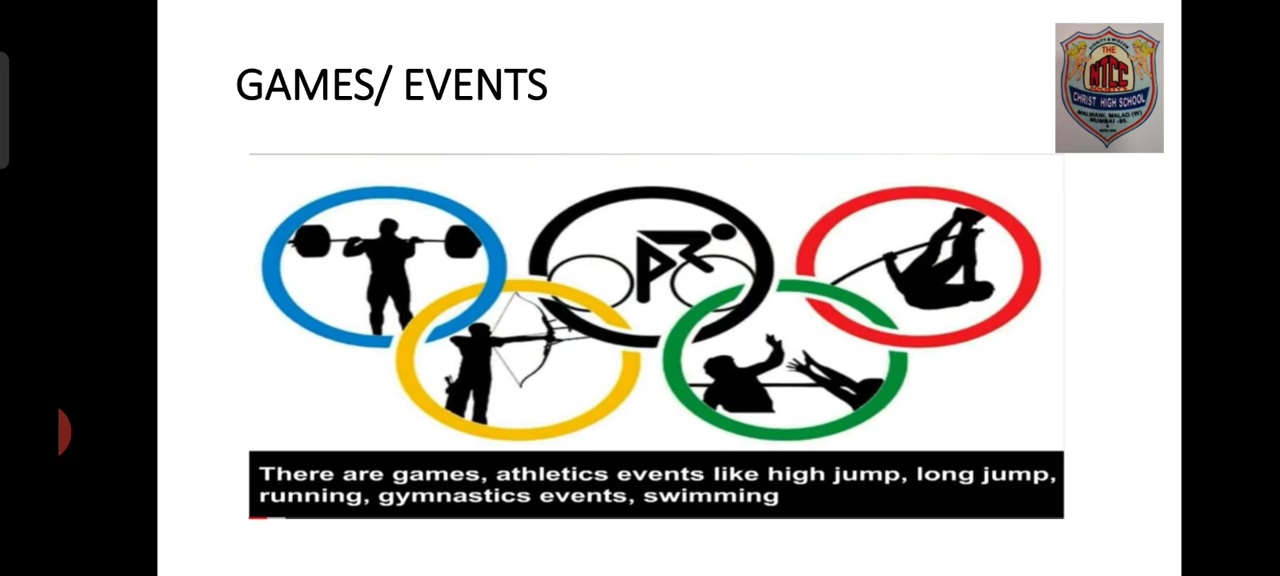 GAMES/ EVENTS
THE
NTCC
CHRIST HIGH SCHOOL
MALWANI, MALAD (W)
MUMBAI -95.
There are games, athletics events like high jump, long jump,
running, gymnastics events, swimming